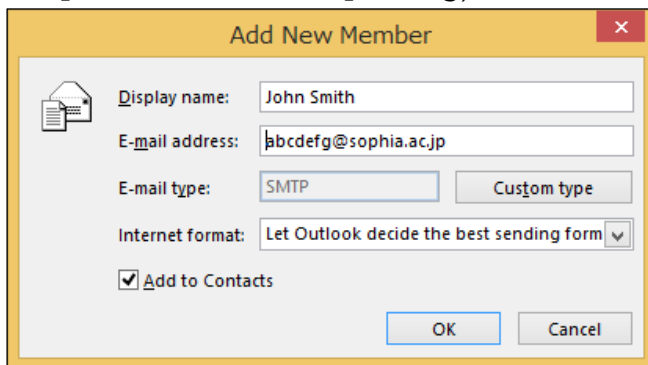 Add New Member
Display name: John Smith
E-mail address: abcdefg@sophia.ac.jp
E-mail type: SMTP Custom type
Internet format: Let Outlook decide the best sending form
Add to Contacts
OK Cancel